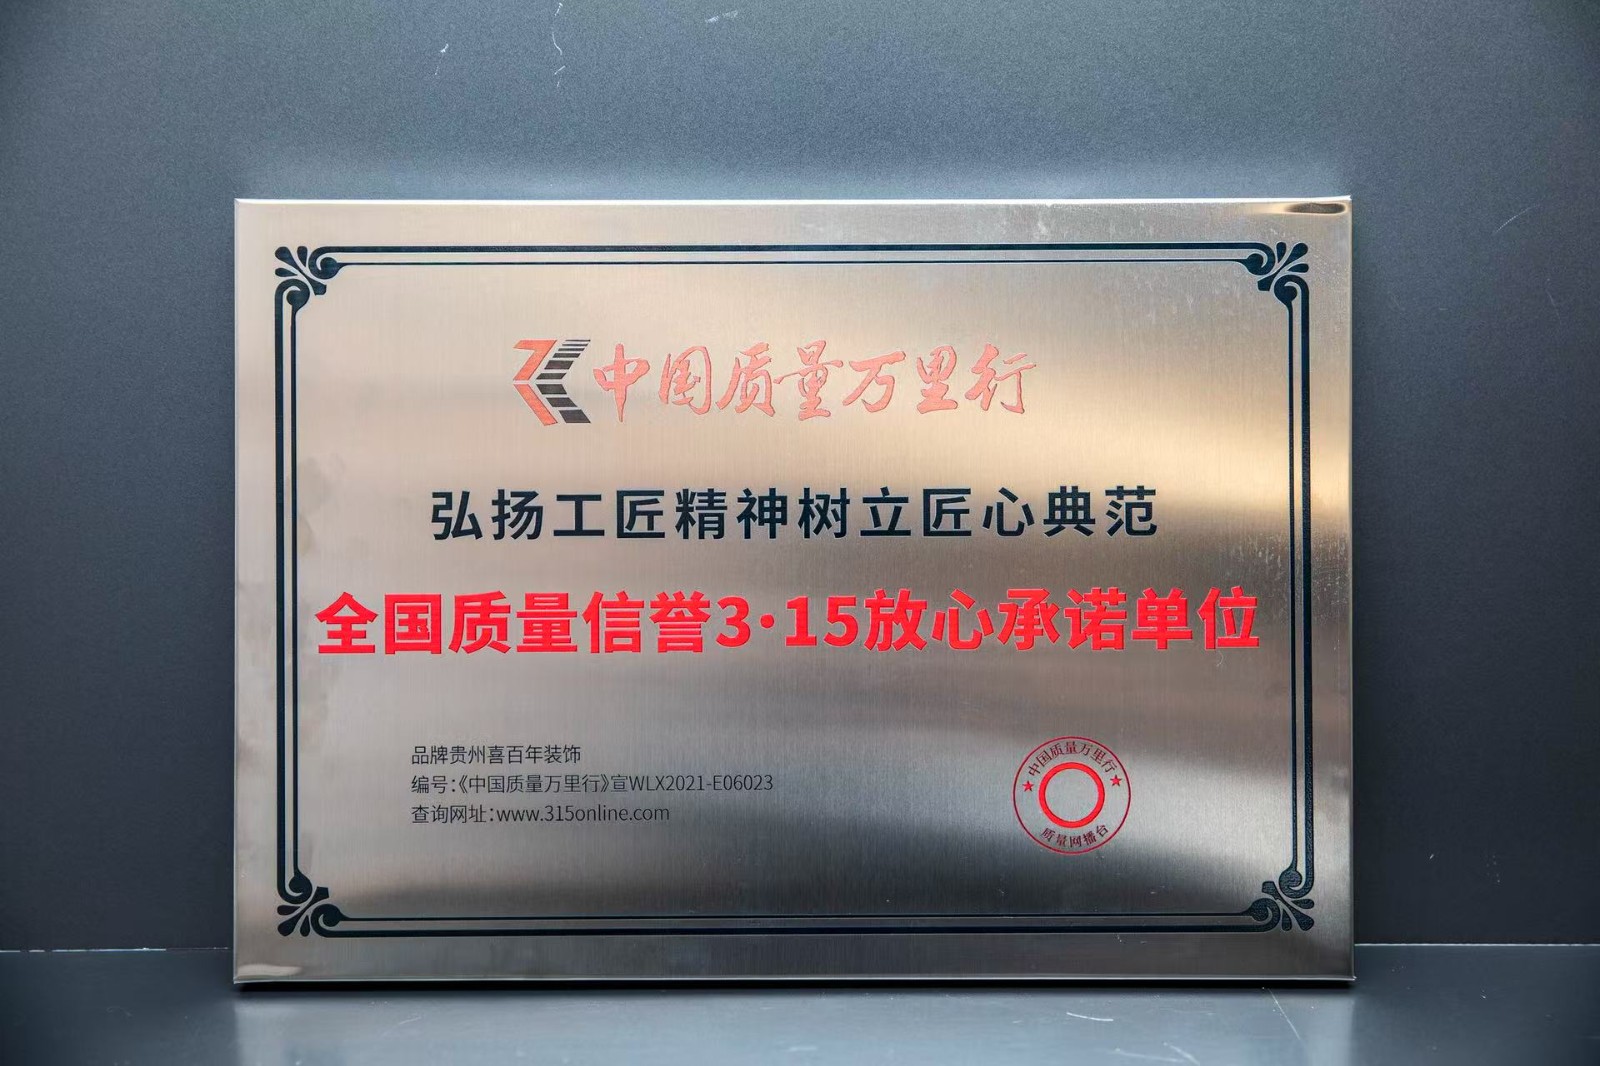 中国质量万里行
弘扬工匠精神树立匠心典范
全国质量信誉3·15放心承诺单位
品牌贵州喜百年装饰
编号:《中国质量万里行》宣WLX2021-E06023
查询网址:www.315online.com
中国质量万里行
质量网播台